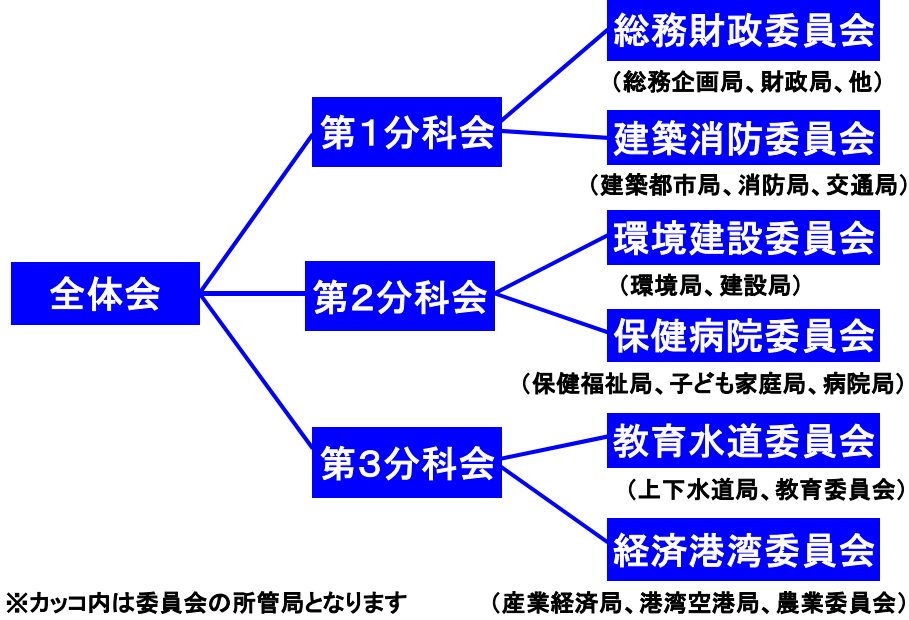 全体会
第1分科会
総務財政委員会
（総務企画局、財政局、他）
建築消防委員会
（建築都市局、消防局、交通局）
第2分科会
環境建設委員会
（環境局、建設局）
保健病院委員会
（保健福祉局、子ども家庭局、病院局）
第3分科会
教育水道委員会
（上下水道局、教育委員会）
経済港湾委員会
（産業経済局、港湾空港局、農業委員会）
※カッコ内は委員会の所管局となります